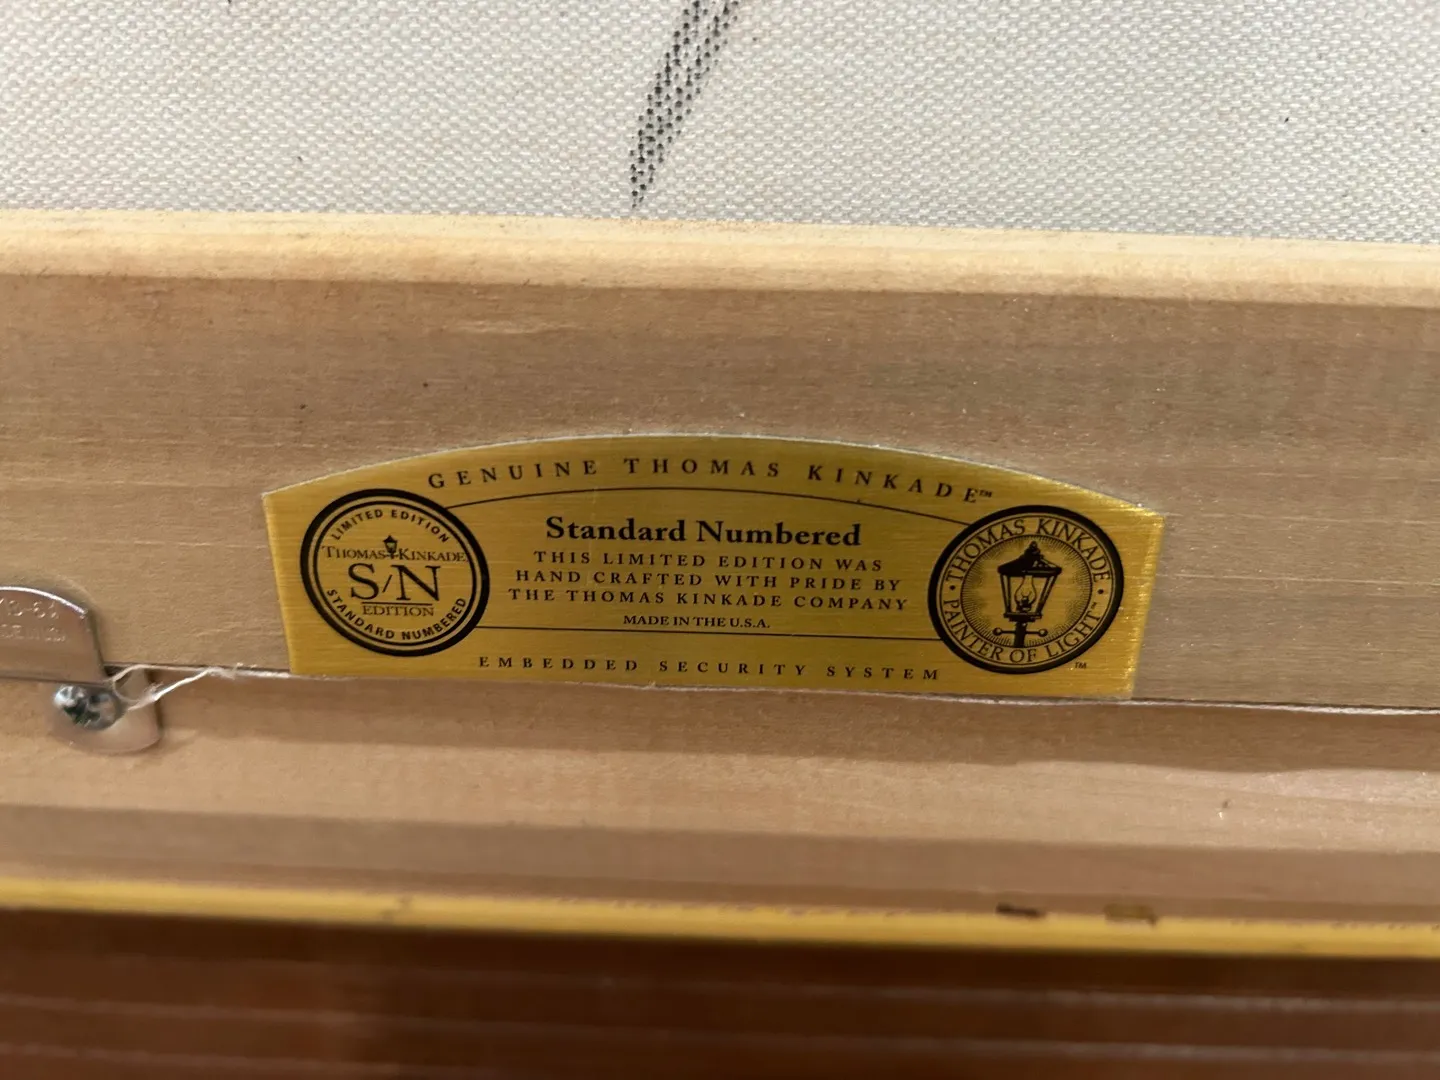 GENUINE THOMAS KINKADE™
LIMITED EDITION
THOMAS KINKADE
S/N
EDITION
STANDARD NUMBERED
Standard Numbered
THIS LIMITED EDITION WAS
HAND CRAFTED WITH PRIDE BY
THE THOMAS KINKADE COMPANY
MADE IN THE U.S.A.
EMBEDDED SECURITY SYSTEM
THOMAS KINKADE
PAINTER OF LIGHT™
TM